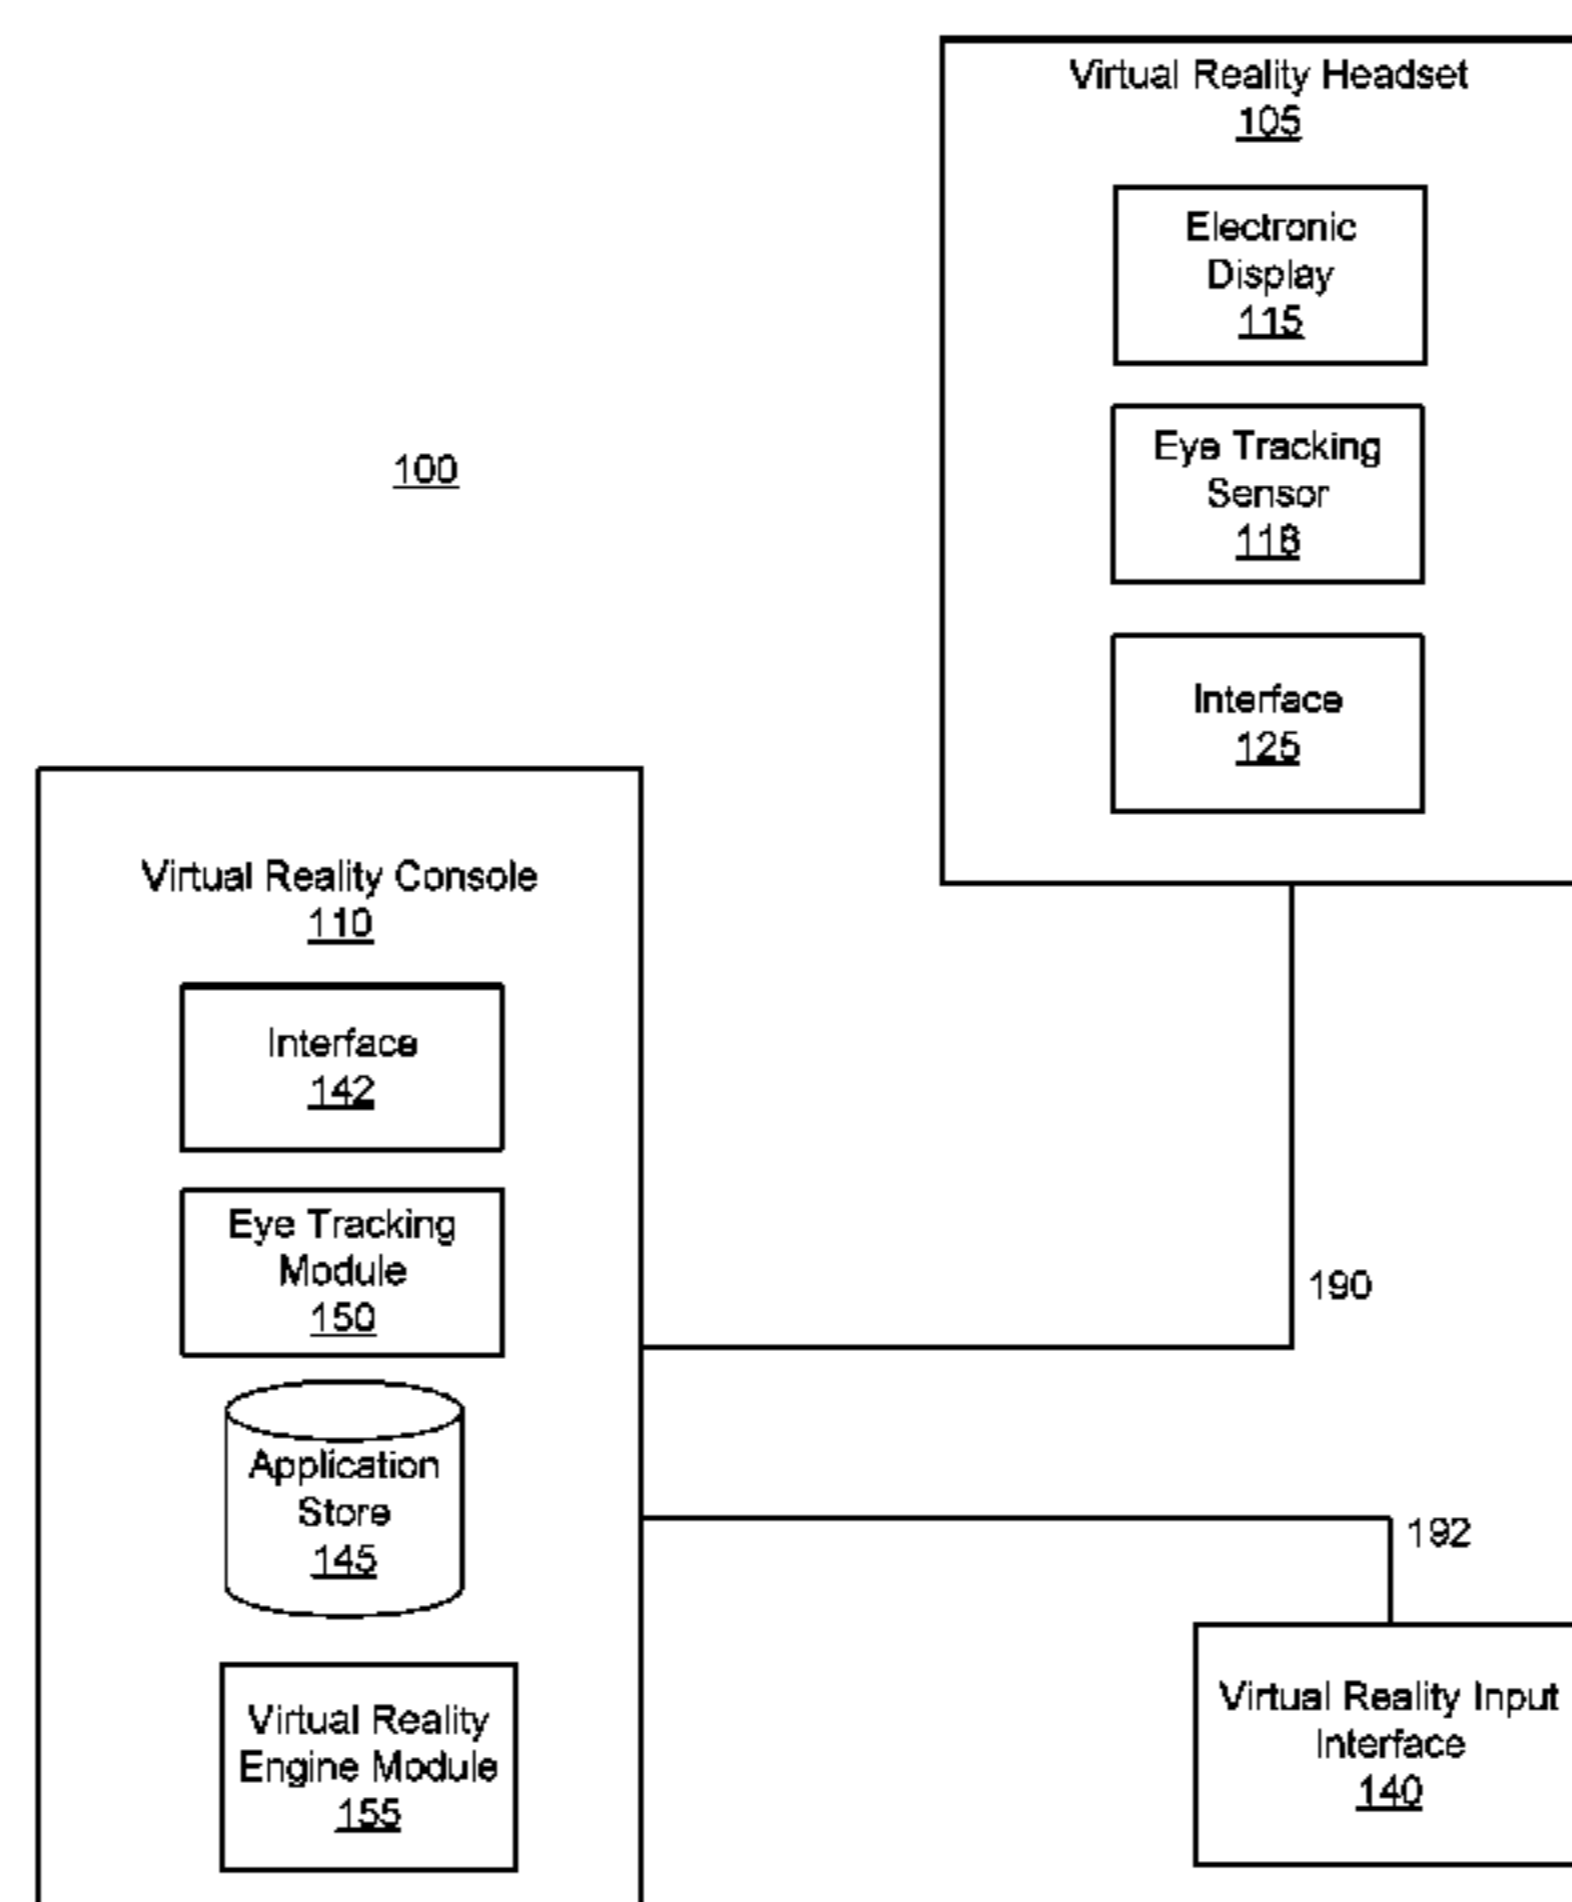 Virtual Reality Headset
105
Electronic
Display
115
Eye Tracking
Sensor
118
Interface
125
100
Virtual Reality Console
110
Interface
142
Eye Tracking
Module
150
Application
Store
145
Virtual Reality
Engine Module
155
190
192
Virtual Reality Input
Interface
140